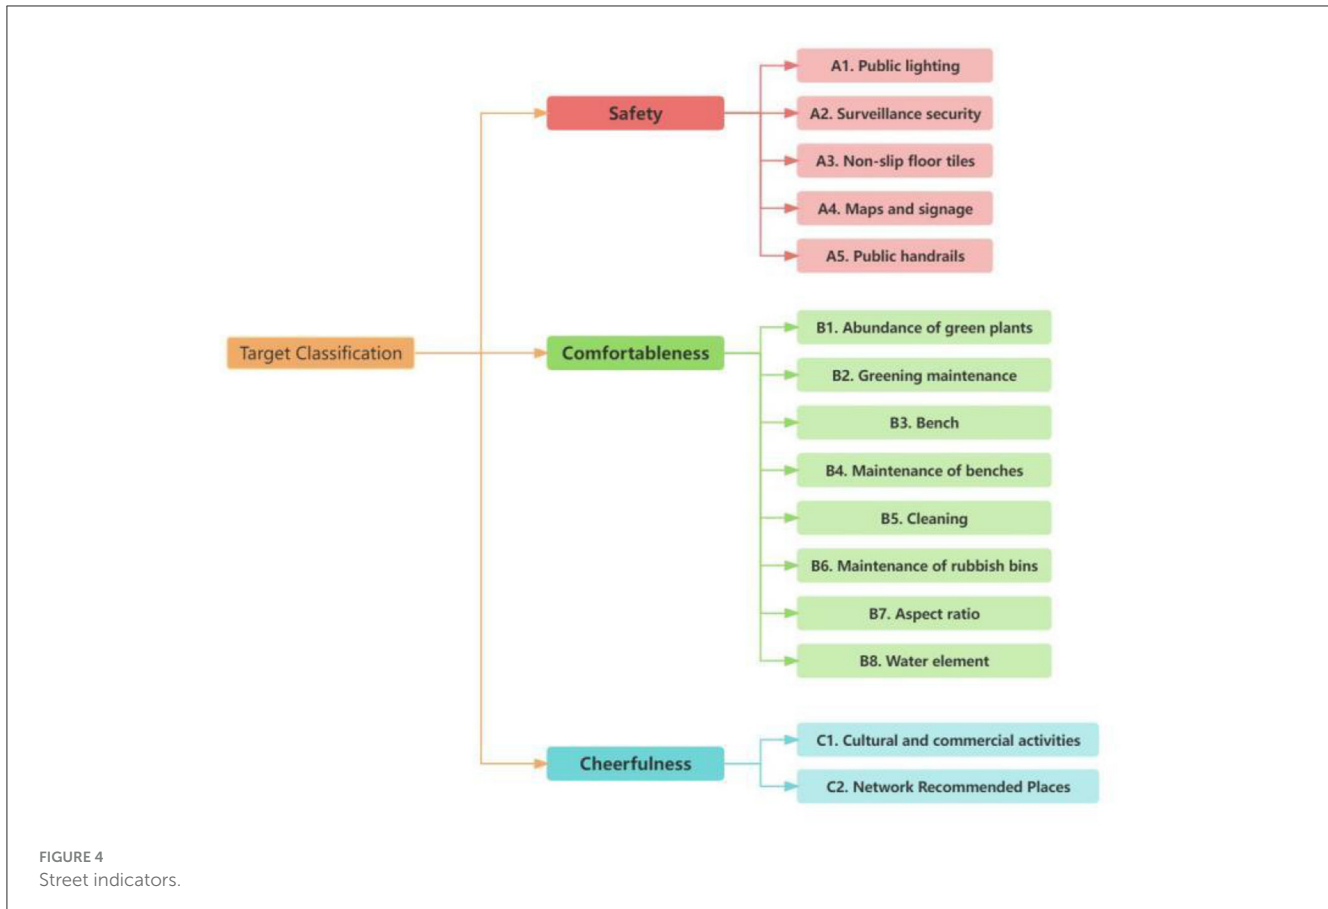 Target Classification
Safety
A1. Public lighting
A2. Surveillance security
A3. Non-slip floor tiles
A4. Maps and signage
A5. Public handrails
Comfortableness
B1. Abundance of green plants
B2. Greening maintenance
B3. Bench
B4. Maintenance of benches
B5. Cleaning
B6. Maintenance of rubbish bins
B7. Aspect ratio
B8. Water element
Cheerfulness
C1. Cultural and commercial activities
C2. Network Recommended Places
FIGURE 4
Street indicators.